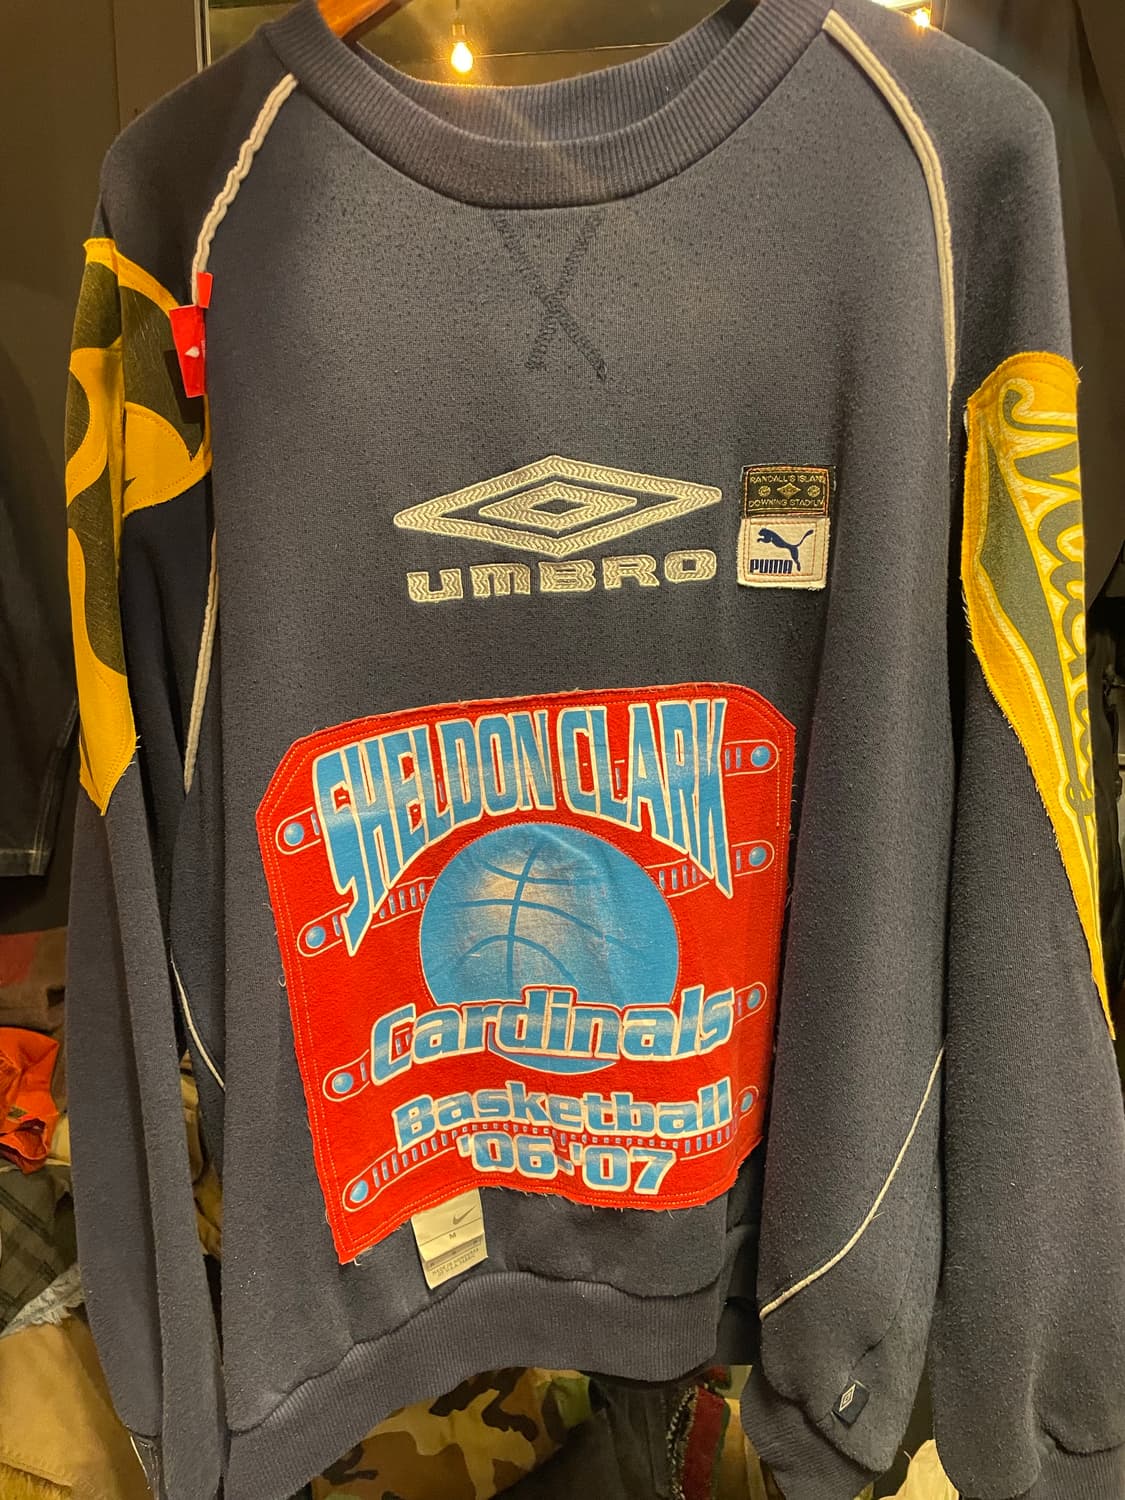 UMBRO
RANDALL'S ISLAND
DOWNING STADIUM
PUMA
SHELDON CLARK
Cardinals
Basketball
'06-'07
M